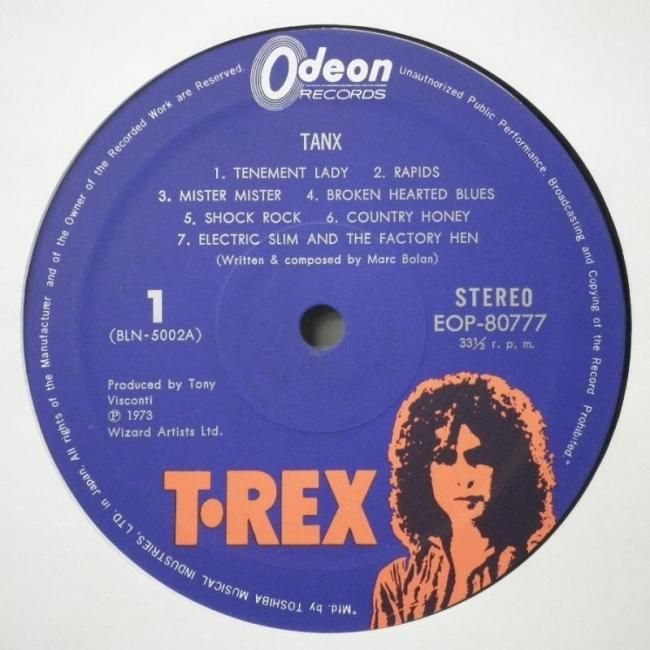 Odeon
RECORDS
TANX
1. TENEMENT LADY 2. RAPIDS
3. MISTER MISTER 4. BROKEN HEARTED BLUES
5. SHOCK ROCK 6. COUNTRY HONEY
7. ELECTRIC SLIM AND THE FACTORY HEN
(Written & composed by Marc Bolan)
1
(BLN-5002A)
STEREO
EOP-80777
33⅓ r. p. m.
Produced by Tony
Visconti
Ⓟ 1973
Wizard Artists Ltd.
T•REX
"Mfd. by TOSHIBA MUSICAL INDUSTRIES, LTD. in Japan. All rights of the Manufacturer and of the Owner of the Recorded Work are Reserved. Unauthorized Public Performance, Broadcasting and Copying of the Record Prohibited."